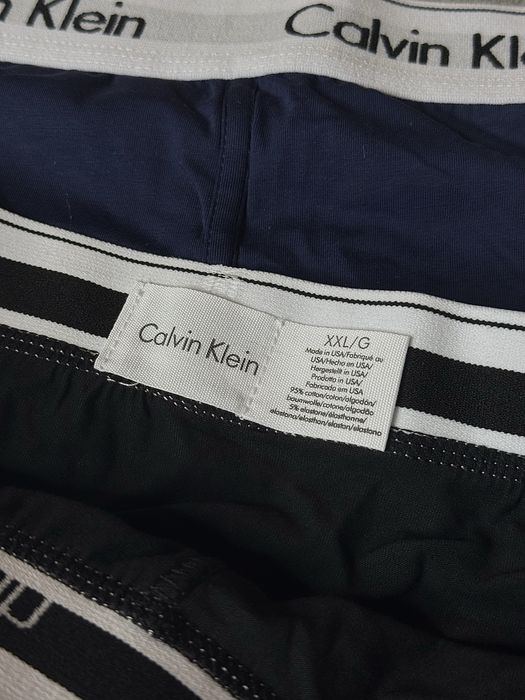 Klein
Calvin Kl
Calvin Klein
XXL/G
Made in USA/Fabriqué au
USA/Hecho en USA/
Hergestellt in USA/
Prodotto in USA/
Fabricado em USA
95% cotton/coton/algodón/
baumwolle/cotone/algodão
5% elastane/élasthanne/elastano/
elastano/elasthan/elastan/elastano